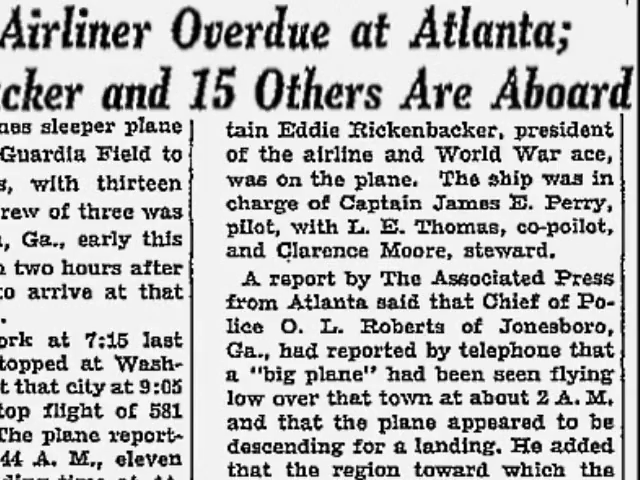 Airliner Overdue at Atlanta;
cker and 15 Others Are Aboard
nes sleeper plane
Guardia Field to
s, with thirteen
rew of three was
, Ga., early this
two hours after
to arrive at that
.
ork at 7:15 last
topped at Wash-
t that city at 9:05
top flight of 581
The plane report-
44 A. M., eleven
tain Eddie Rickenbacker, president
of the airline and World War ace,
was on the plane. The ship was in
charge of Captain James E. Perry,
pilot, with L. E. Thomas, co-poilot,
and Clarence Moore, steward.
A report by The Associated Press
from Atlanta said that Chief of Po-
lice O. L. Roberts of Jonesboro,
Ga., had reported by telephone that
a "big plane" had been seen flying
low over that town at about 2 A. M.
and that the plane appeared to be
descending for a landing. He added
that the region toward which the